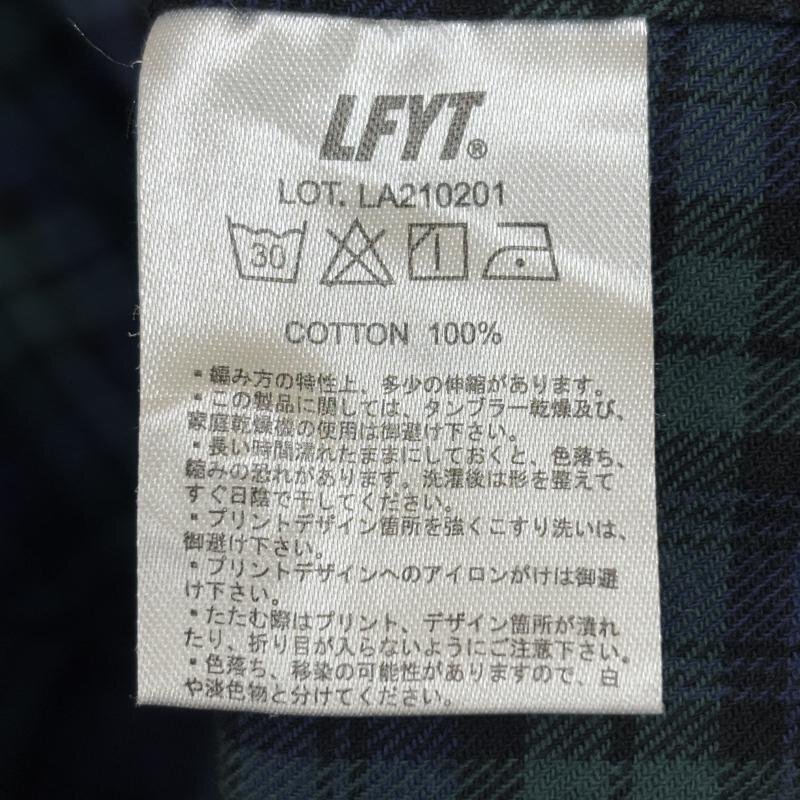 LFYT®
LOT. LA210201
30
COTTON 100%
▪編み方の特性上、多少の伸縮があります。
▪この製品に関しては、タンブラー乾燥及び、
家庭乾燥機の使用は御避け下さい。
▪長い時間濡れたままにしておくと、色落ち、
縮みの恐れがあります。洗濯後は形を整えて
すぐ日陰で干してください。
▪プリントデザイン箇所を強くこすり洗いは、
御避け下さい。
▪プリントデザインへのアイロンがけは御避
け下さい。
▪たたむ際はプリント、デザイン箇所が潰れ
たり、折り目が入らないようにご注意下さい。
▪色落ち、移染の可能性がありますので、白
や淡色物と分けてください。